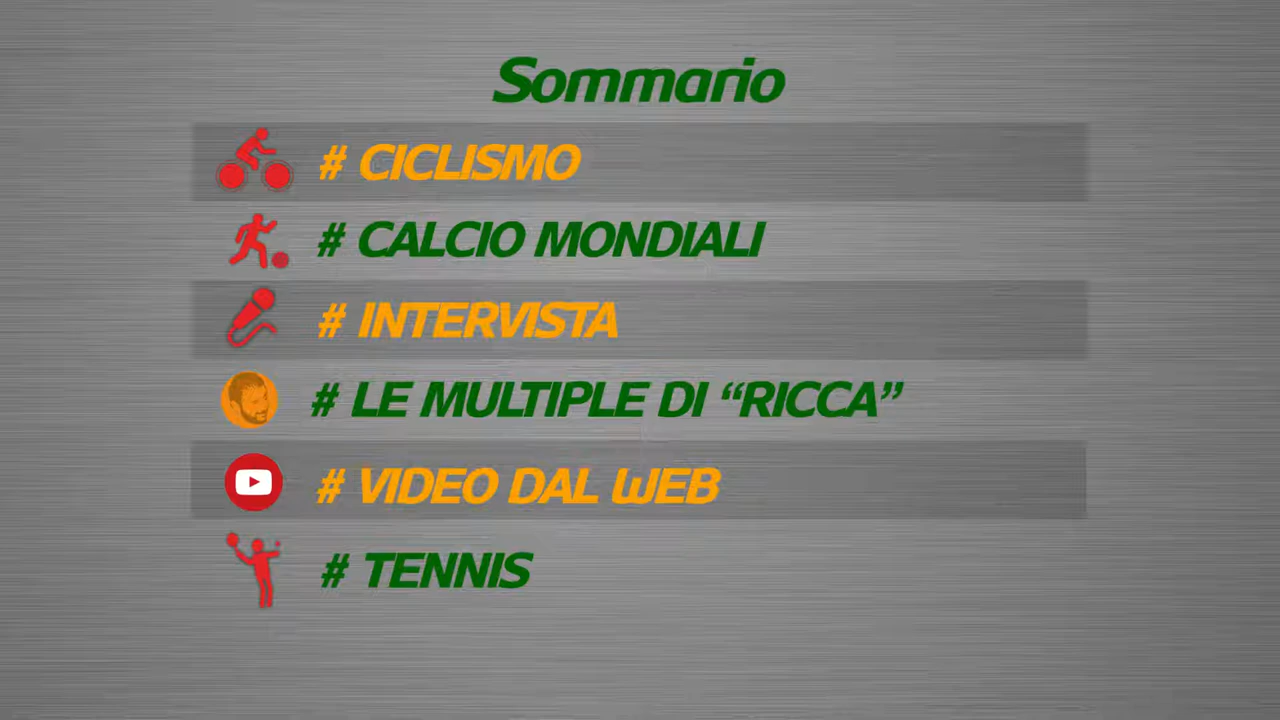 Sommario
# CICLISMO
# CALCIO MONDIALI
# INTERVISTA
# LE MULTIPLE DI “RICCA”
# VIDEO DAL WEB
# TENNIS